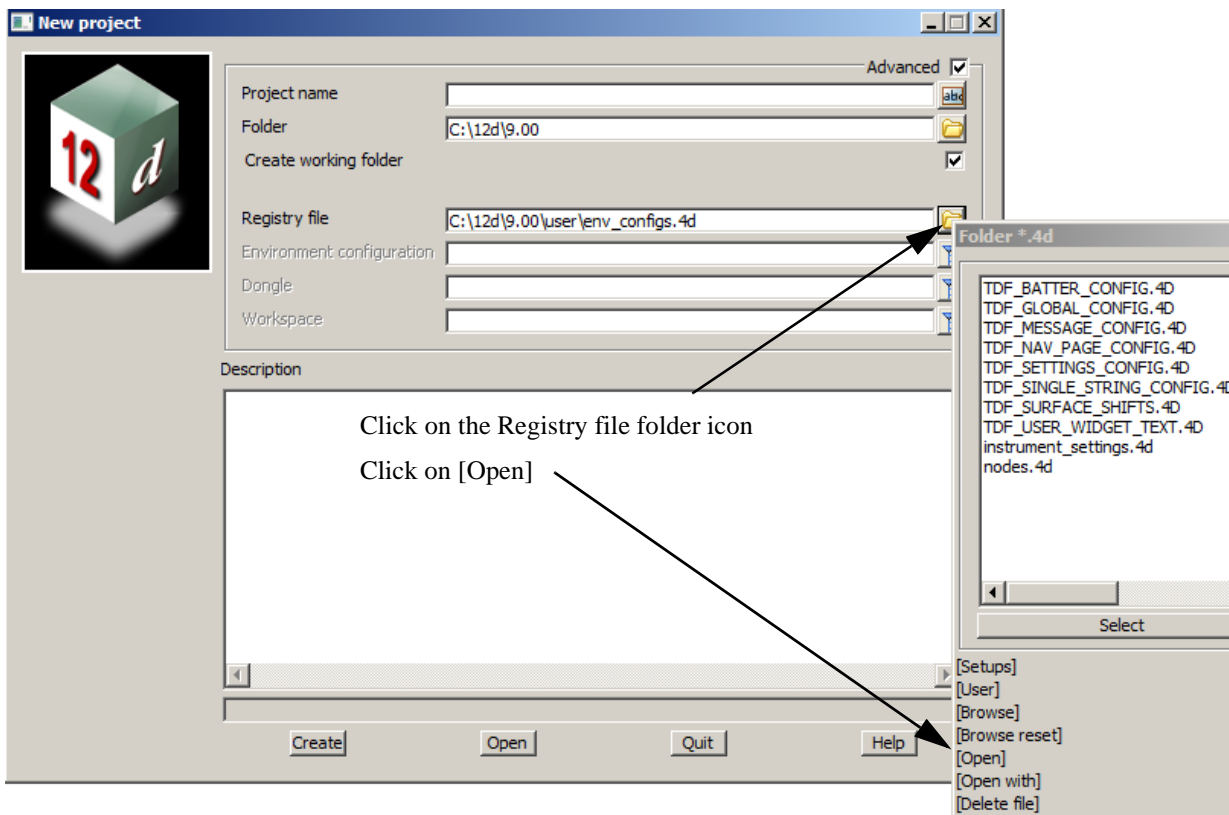 New project
12 d
Advanced
Project name
abc
Folder
C:\12d\9.00
Create working folder
Registry file
C:\12d\9.00\user\env_configs.4d
Environment configuration
Dongle
Workspace
Description
Click on the Registry file folder icon
Click on [Open]
Create
Open
Quit
Help
Folder *.4d
TDF_BATTER_CONFIG.4D
TDF_GLOBAL_CONFIG.4D
TDF_MESSAGE_CONFIG.4D
TDF_NAV_PAGE_CONFIG.4D
TDF_SETTINGS_CONFIG.4D
TDF_SINGLE_STRING_CONFIG.4D
TDF_SURFACE_SHIFTS.4D
TDF_USER_WIDGET_TEXT.4D
instrument_settings.4d
nodes.4d
Select
[Setups]
[User]
[Browse]
[Browse reset]
[Open]
[Open with]
[Delete file]